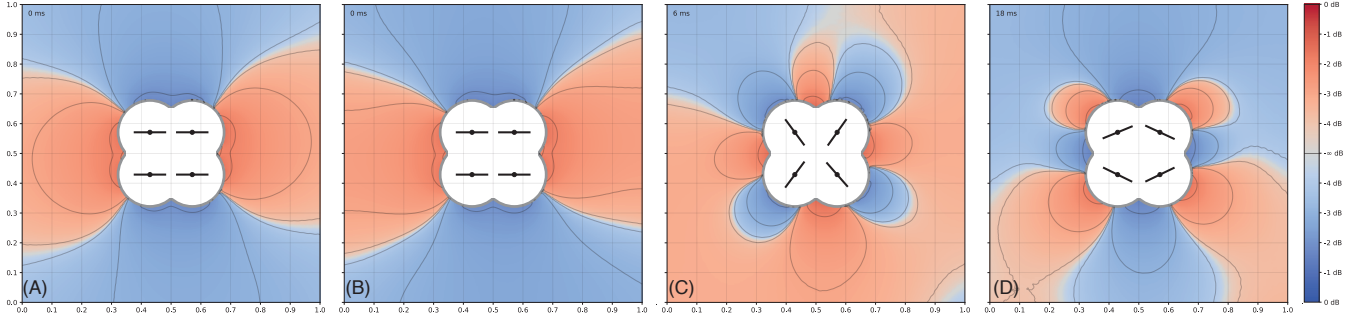 1.0
0.9
0.8
0.7
0.6
0.5
0.4
0.3
0.2
0.1
0.0
0 ms
(A)
0.0 0.1 0.2 0.3 0.4 0.5 0.6 0.7 0.8 0.9 1.0
0 ms
(B)
0.0 0.1 0.2 0.3 0.4 0.5 0.6 0.7 0.8 0.9 1.0
6 ms
(C)
0.0 0.1 0.2 0.3 0.4 0.5 0.6 0.7 0.8 0.9 1.0
18 ms
(D)
0.0 0.1 0.2 0.3 0.4 0.5 0.6 0.7 0.8 0.9 1.0
0 dB
-1 dB
-2 dB
-3 dB
-4 dB
-∞ dB
-4 dB
-3 dB
-2 dB
-1 dB
0 dB